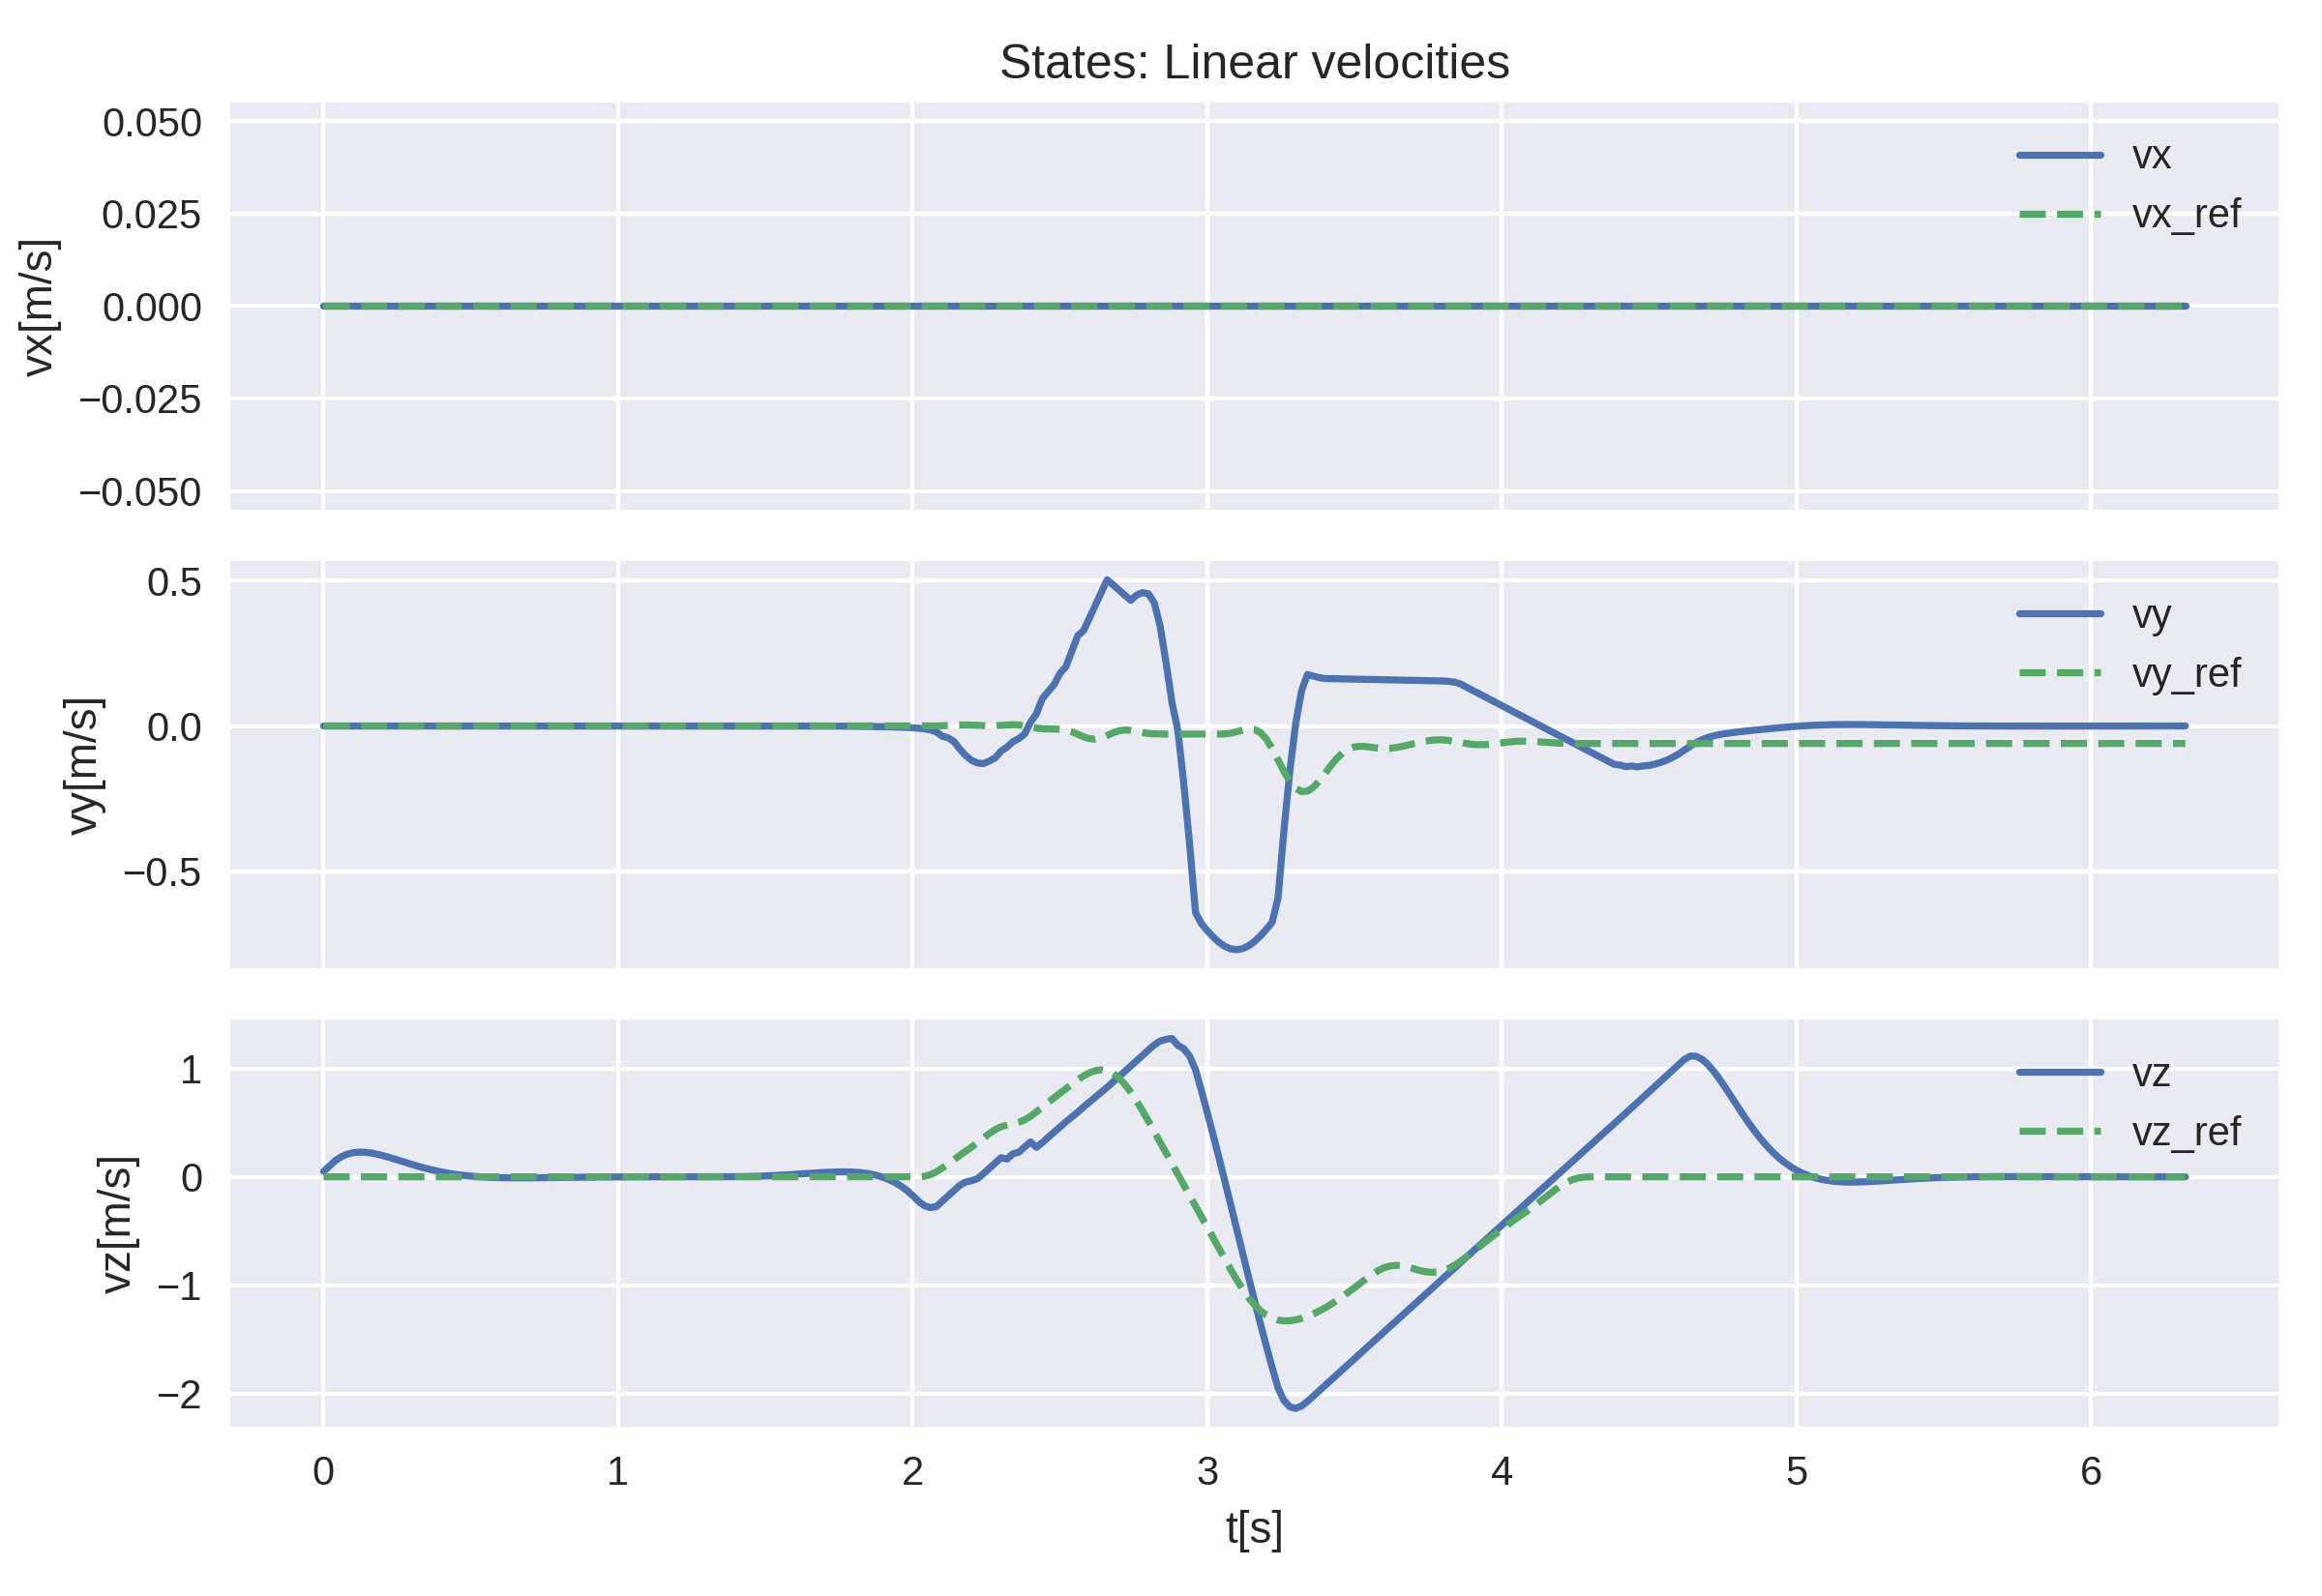 States: Linear velocities
0.050
0.025
0.000
−0.025
−0.050
vx[m/s]
vx
vx_ref
0.5
0.0
−0.5
vy[m/s]
vy
vy_ref
1
0
−1
−2
vz[m/s]
vz
vz_ref
0 1 2 3 4 5 6
t[s]